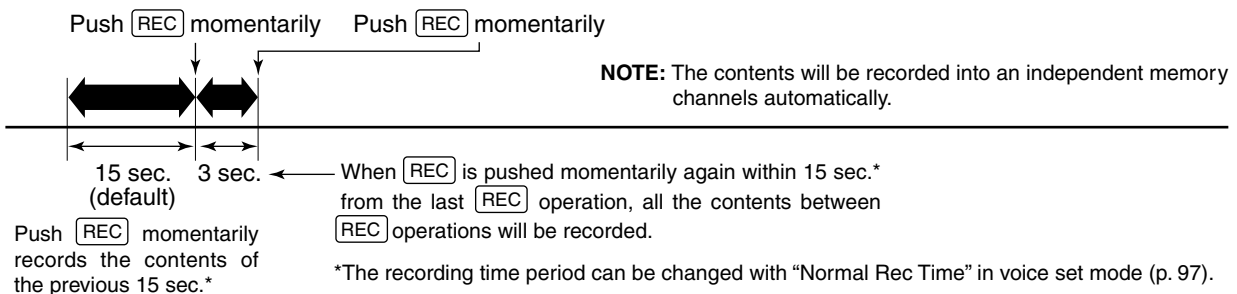 Push REC momentarily
Push REC momentarily
NOTE: The contents will be recorded into an independent memory
channels automatically.
15 sec.
(default)
3 sec.
Push REC momentarily
records the contents of
the previous 15 sec.*
When REC is pushed momentarily again within 15 sec.*
from the last REC operation, all the contents between
REC operations will be recorded.
*The recording time period can be changed with “Normal Rec Time” in voice set mode (p. 97).